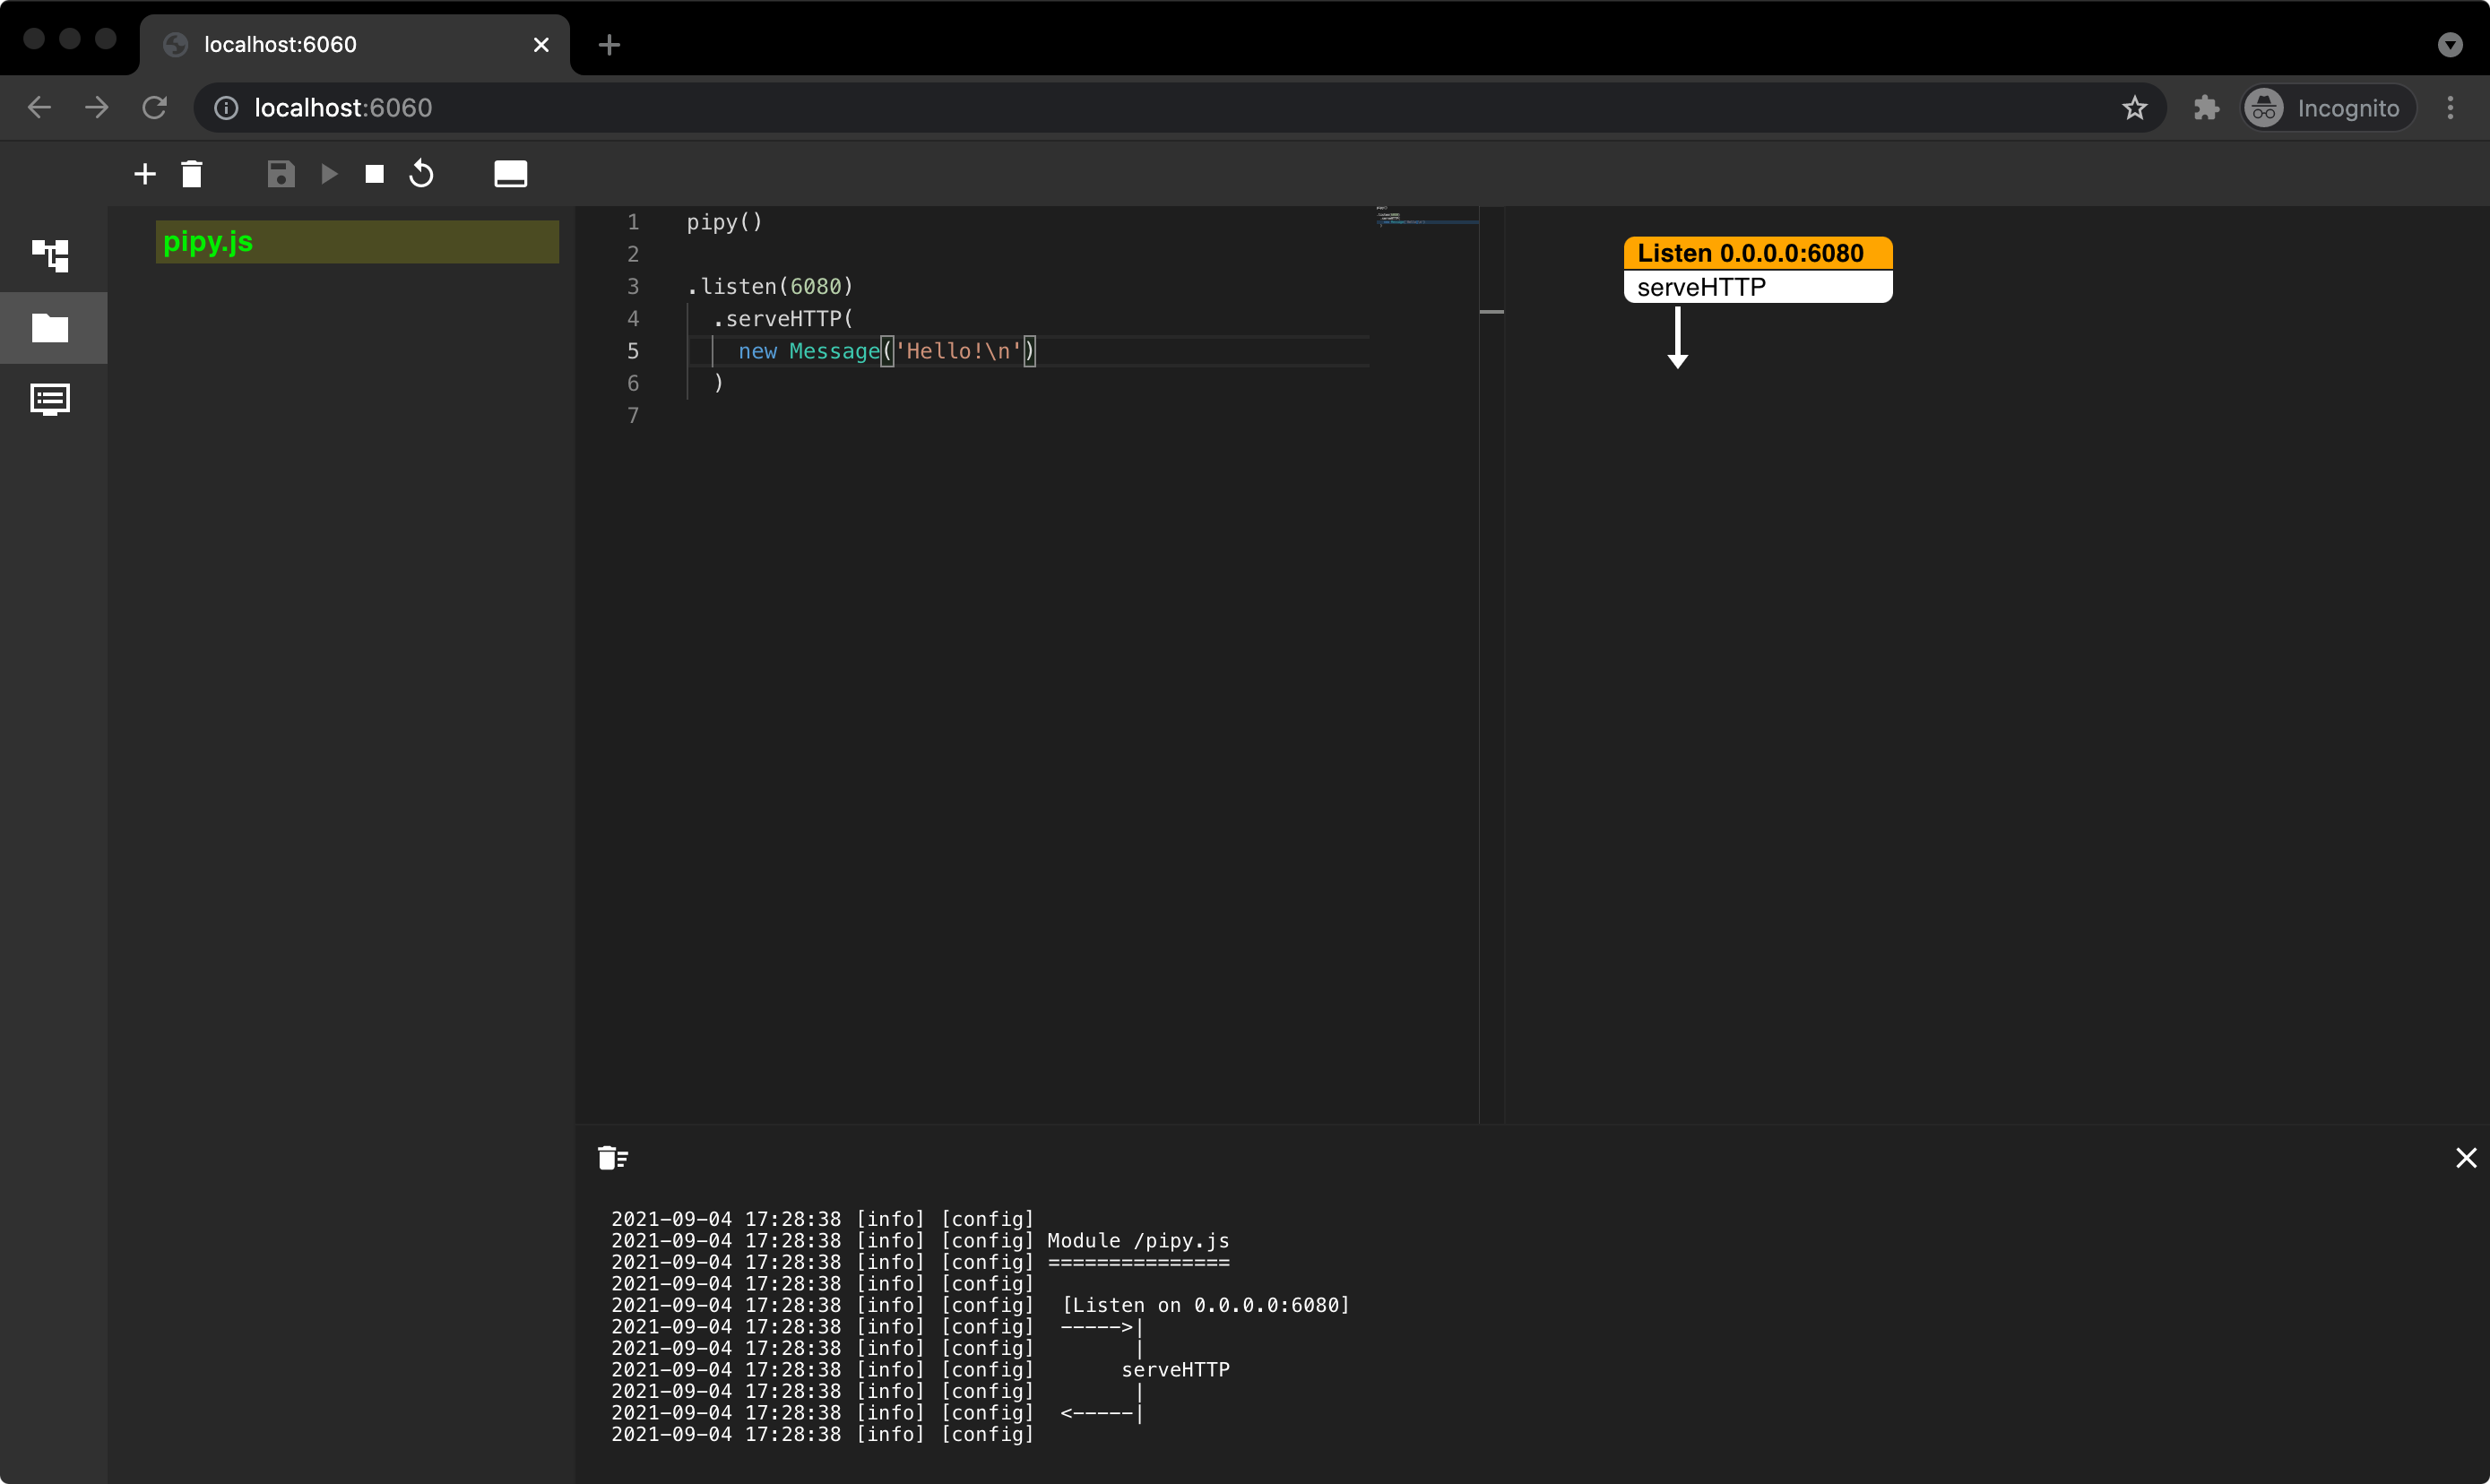 localhost:6060
localhost:6060
Incognito
pipy.js
1 pipy()
2
3 .listen(6080)
4 .serveHTTP(
5 new Message('Hello!\n')
6 )
7
Listen 0.0.0.0:6080
serveHTTP
2021-09-04 17:28:38 [info] [config]
2021-09-04 17:28:38 [info] [config] Module /pipy.js
2021-09-04 17:28:38 [info] [config] ===============
2021-09-04 17:28:38 [info] [config]
2021-09-04 17:28:38 [info] [config] [Listen on 0.0.0.0:6080]
2021-09-04 17:28:38 [info] [config] ----->|
2021-09-04 17:28:38 [info] [config] |
2021-09-04 17:28:38 [info] [config] serveHTTP
2021-09-04 17:28:38 [info] [config] |
2021-09-04 17:28:38 [info] [config] <-----|
2021-09-04 17:28:38 [info] [config]